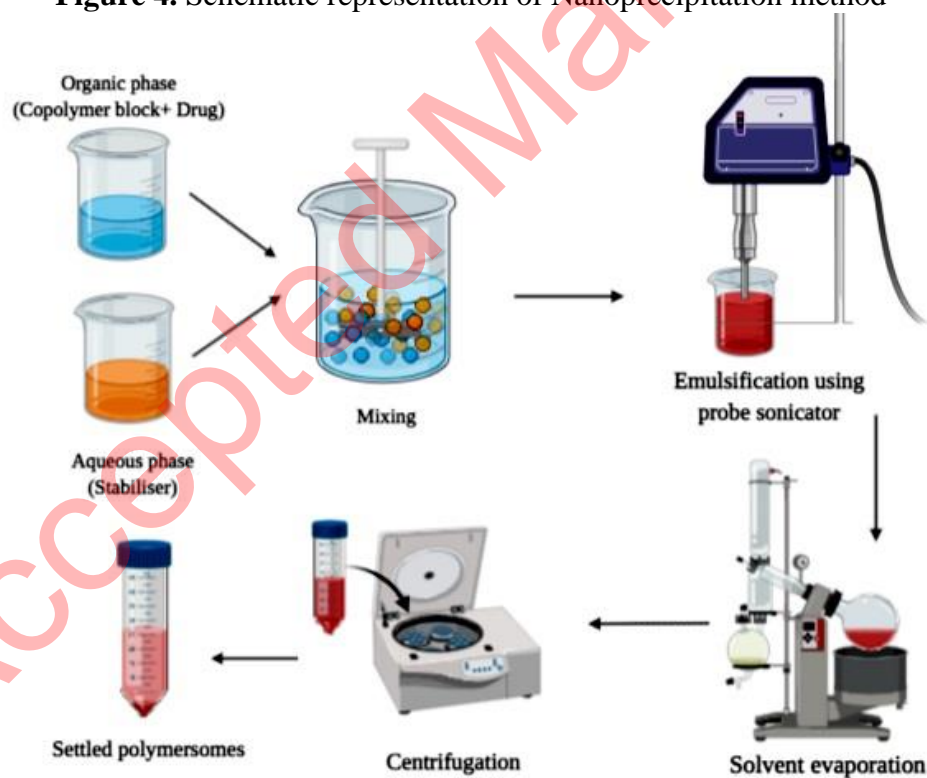 Figure 4. Schematic representation of Nanoprecipitation method
Organic phase
(Copolymer block+ Drug)
Aqueous phase
(Stabiliser)
Mixing
Emulsification using
probe sonicator
Solvent evaporation
Centrifugation
Settled polymersomes
Accepted Man